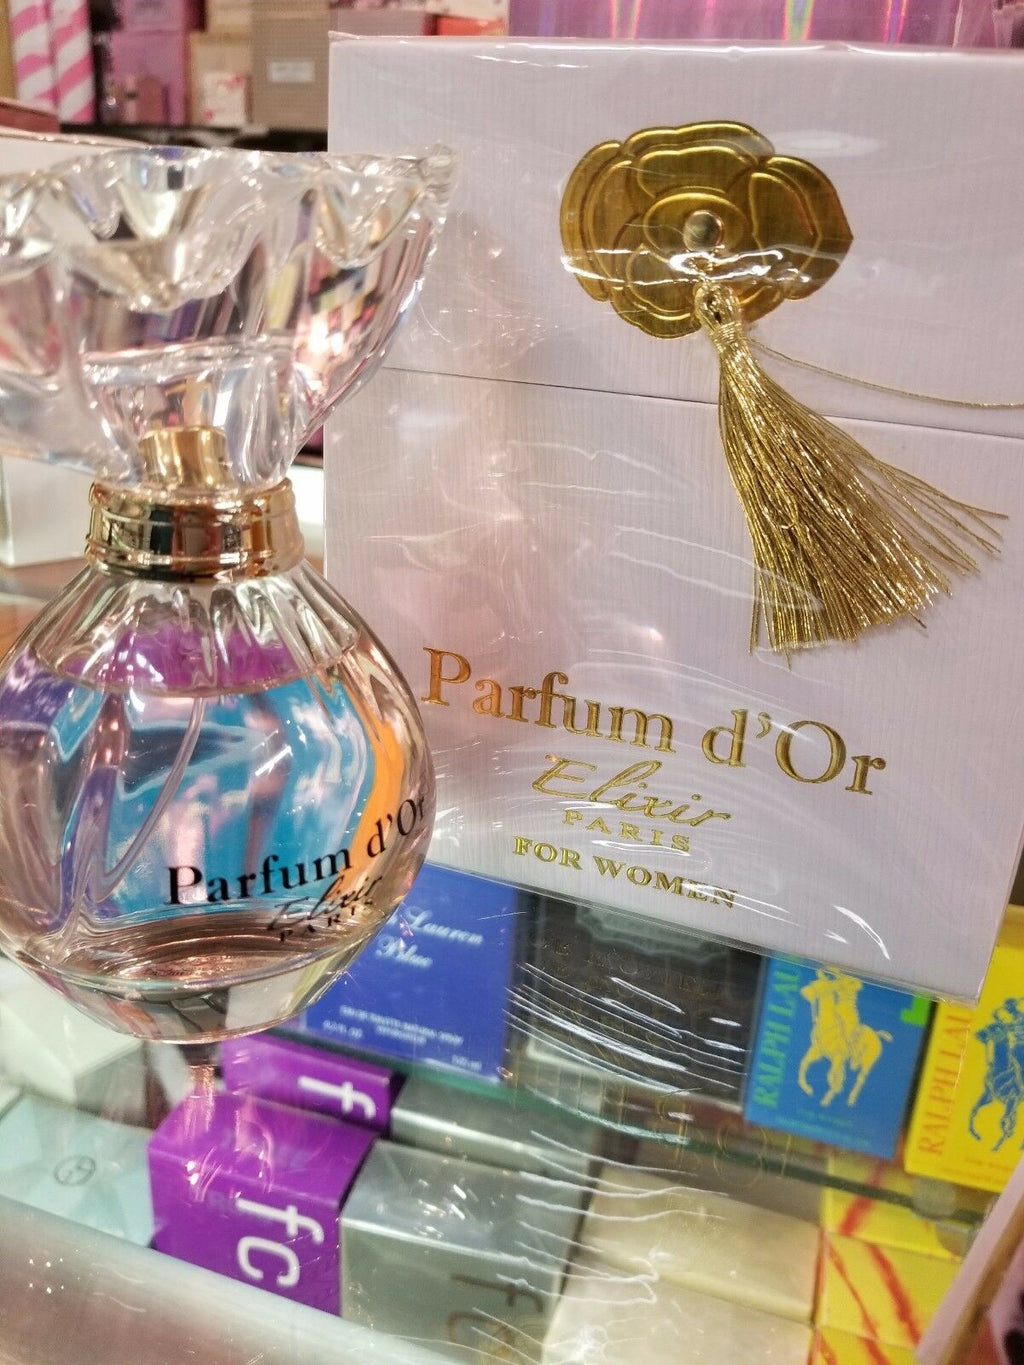 Parfum d'Or
Elixir
PARIS
FOR WOMEN
Parfum d'Or
Elixir
PARIS
Lauren
Blue
fc
fc
RALPH LAU
RALPH LAU